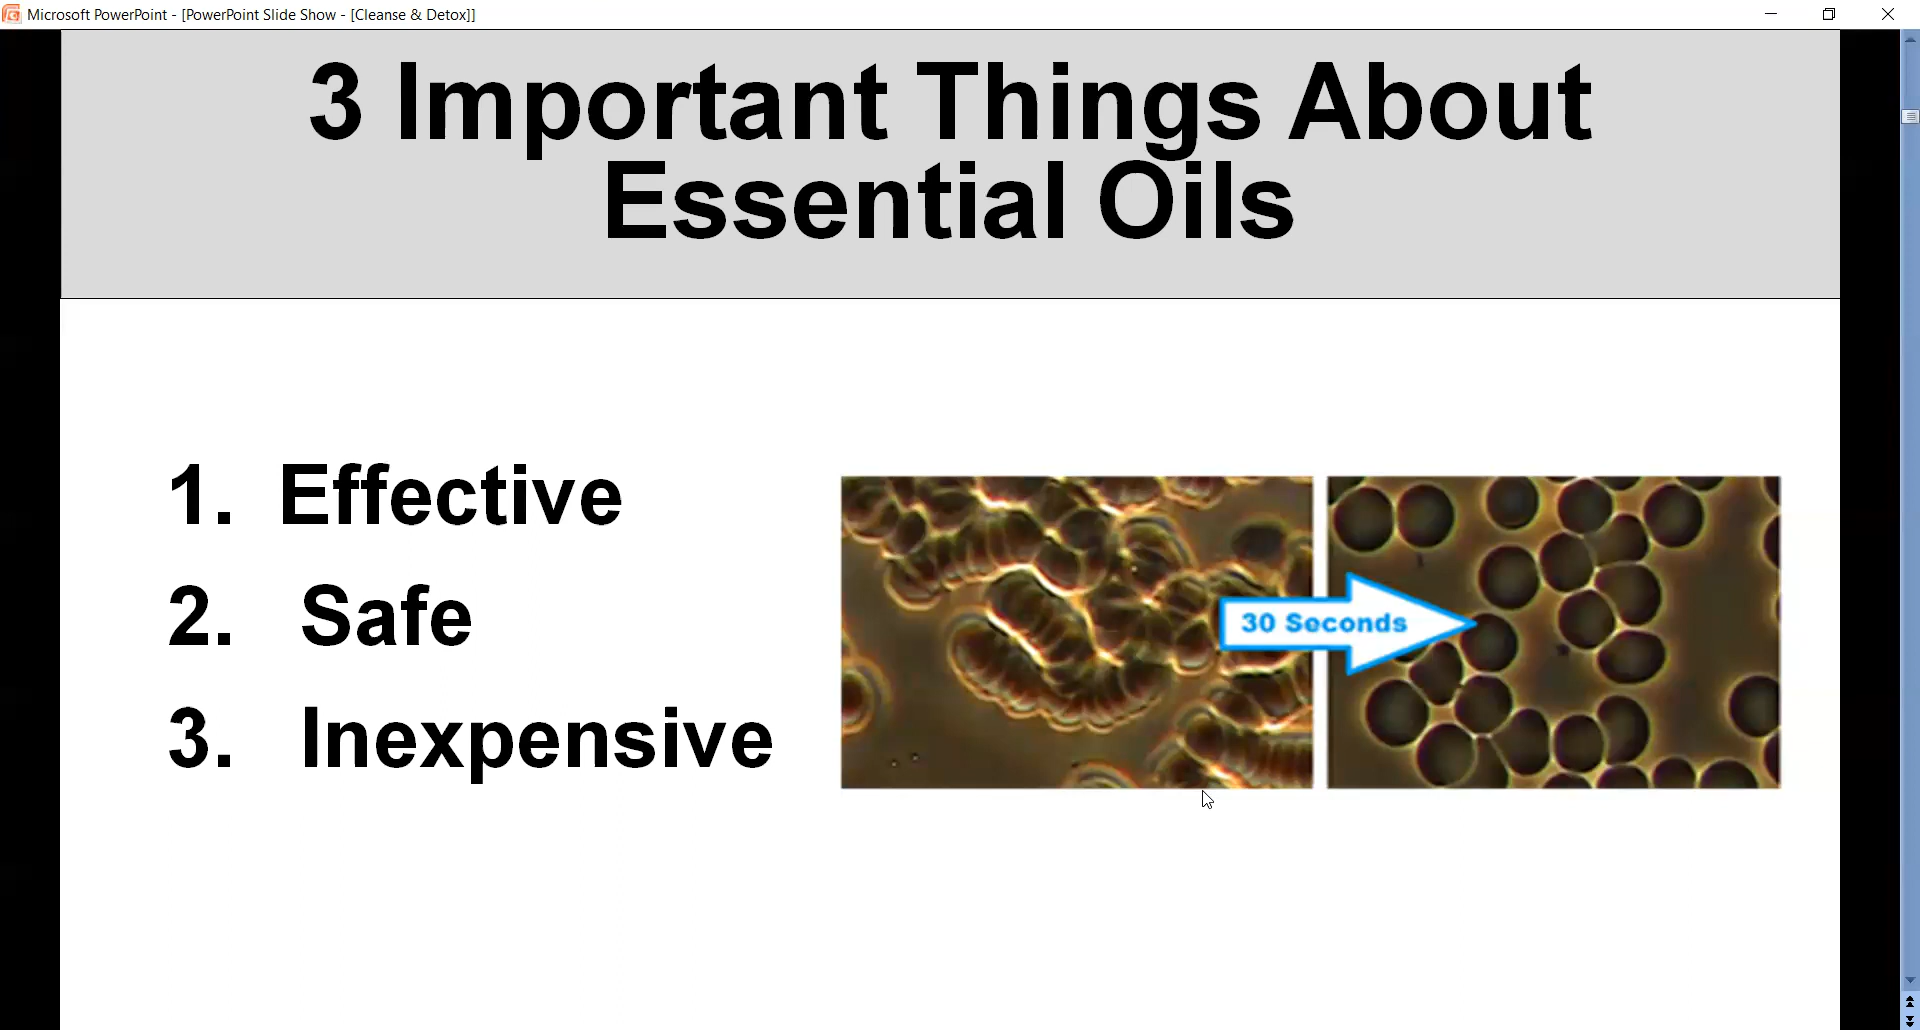 Microsoft PowerPoint - [PowerPoint Slide Show - [Cleanse & Detox]]
3 Important Things About
Essential Oils
1. Effective
2. Safe
3. Inexpensive
30 Seconds